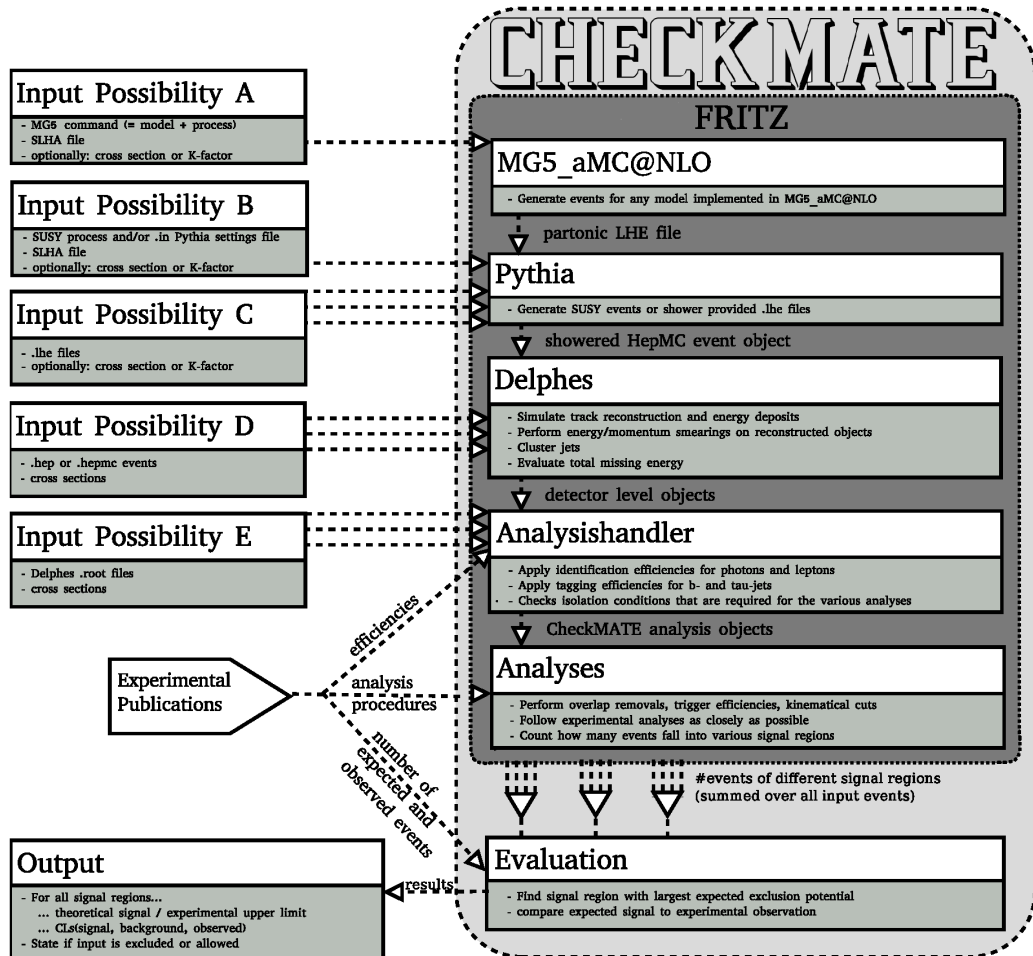 CHECKMATE
FRITZ
Input Possibility A
- MG5 command (= model + process)
- SLHA file
- optionally: cross section or K-factor
Input Possibility B
- SUSY process and/or .in Pythia settings file
- SLHA file
- optionally: cross section or K-factor
Input Possibility C
- .lhe files
- optionally: cross section or K-factor
Input Possibility D
- .hep or .hepmc events
- cross sections
Input Possibility E
- Delphes .root files
- cross sections
Experimental
Publications
efficiencies
analysis
procedures
number of
expected and
observed events
MG5_aMC@NLO
- Generate events for any model implemented in MG5_aMC@NLO
partonic LHE file
Pythia
- Generate SUSY events or shower provided .lhe files
showered HepMC event object
Delphes
- Simulate track reconstruction and energy deposits
- Perform energy/momentum smearings on reconstructed objects
- Cluster jets
- Evaluate total missing energy
detector level objects
Analysishandler
- Apply identification efficiencies for photons and leptons
- Apply tagging efficiencies for b- and tau-jets
- Checks isolation conditions that are required for the various analyses
CheckMATE analysis objects
Analyses
- Perform overlap removals, trigger efficiencies, kinematical cuts
- Follow experimental analyses as closely as possible
- Count how many events fall into various signal regions
#events of different signal regions
(summed over all input events)
Evaluation
- Find signal region with largest expected exclusion potential
- compare expected signal to experimental observation
results
Output
- For all signal regions...
... theoretical signal / experimental upper limit
... CLs(signal, background, observed)
- State if input is excluded or allowed